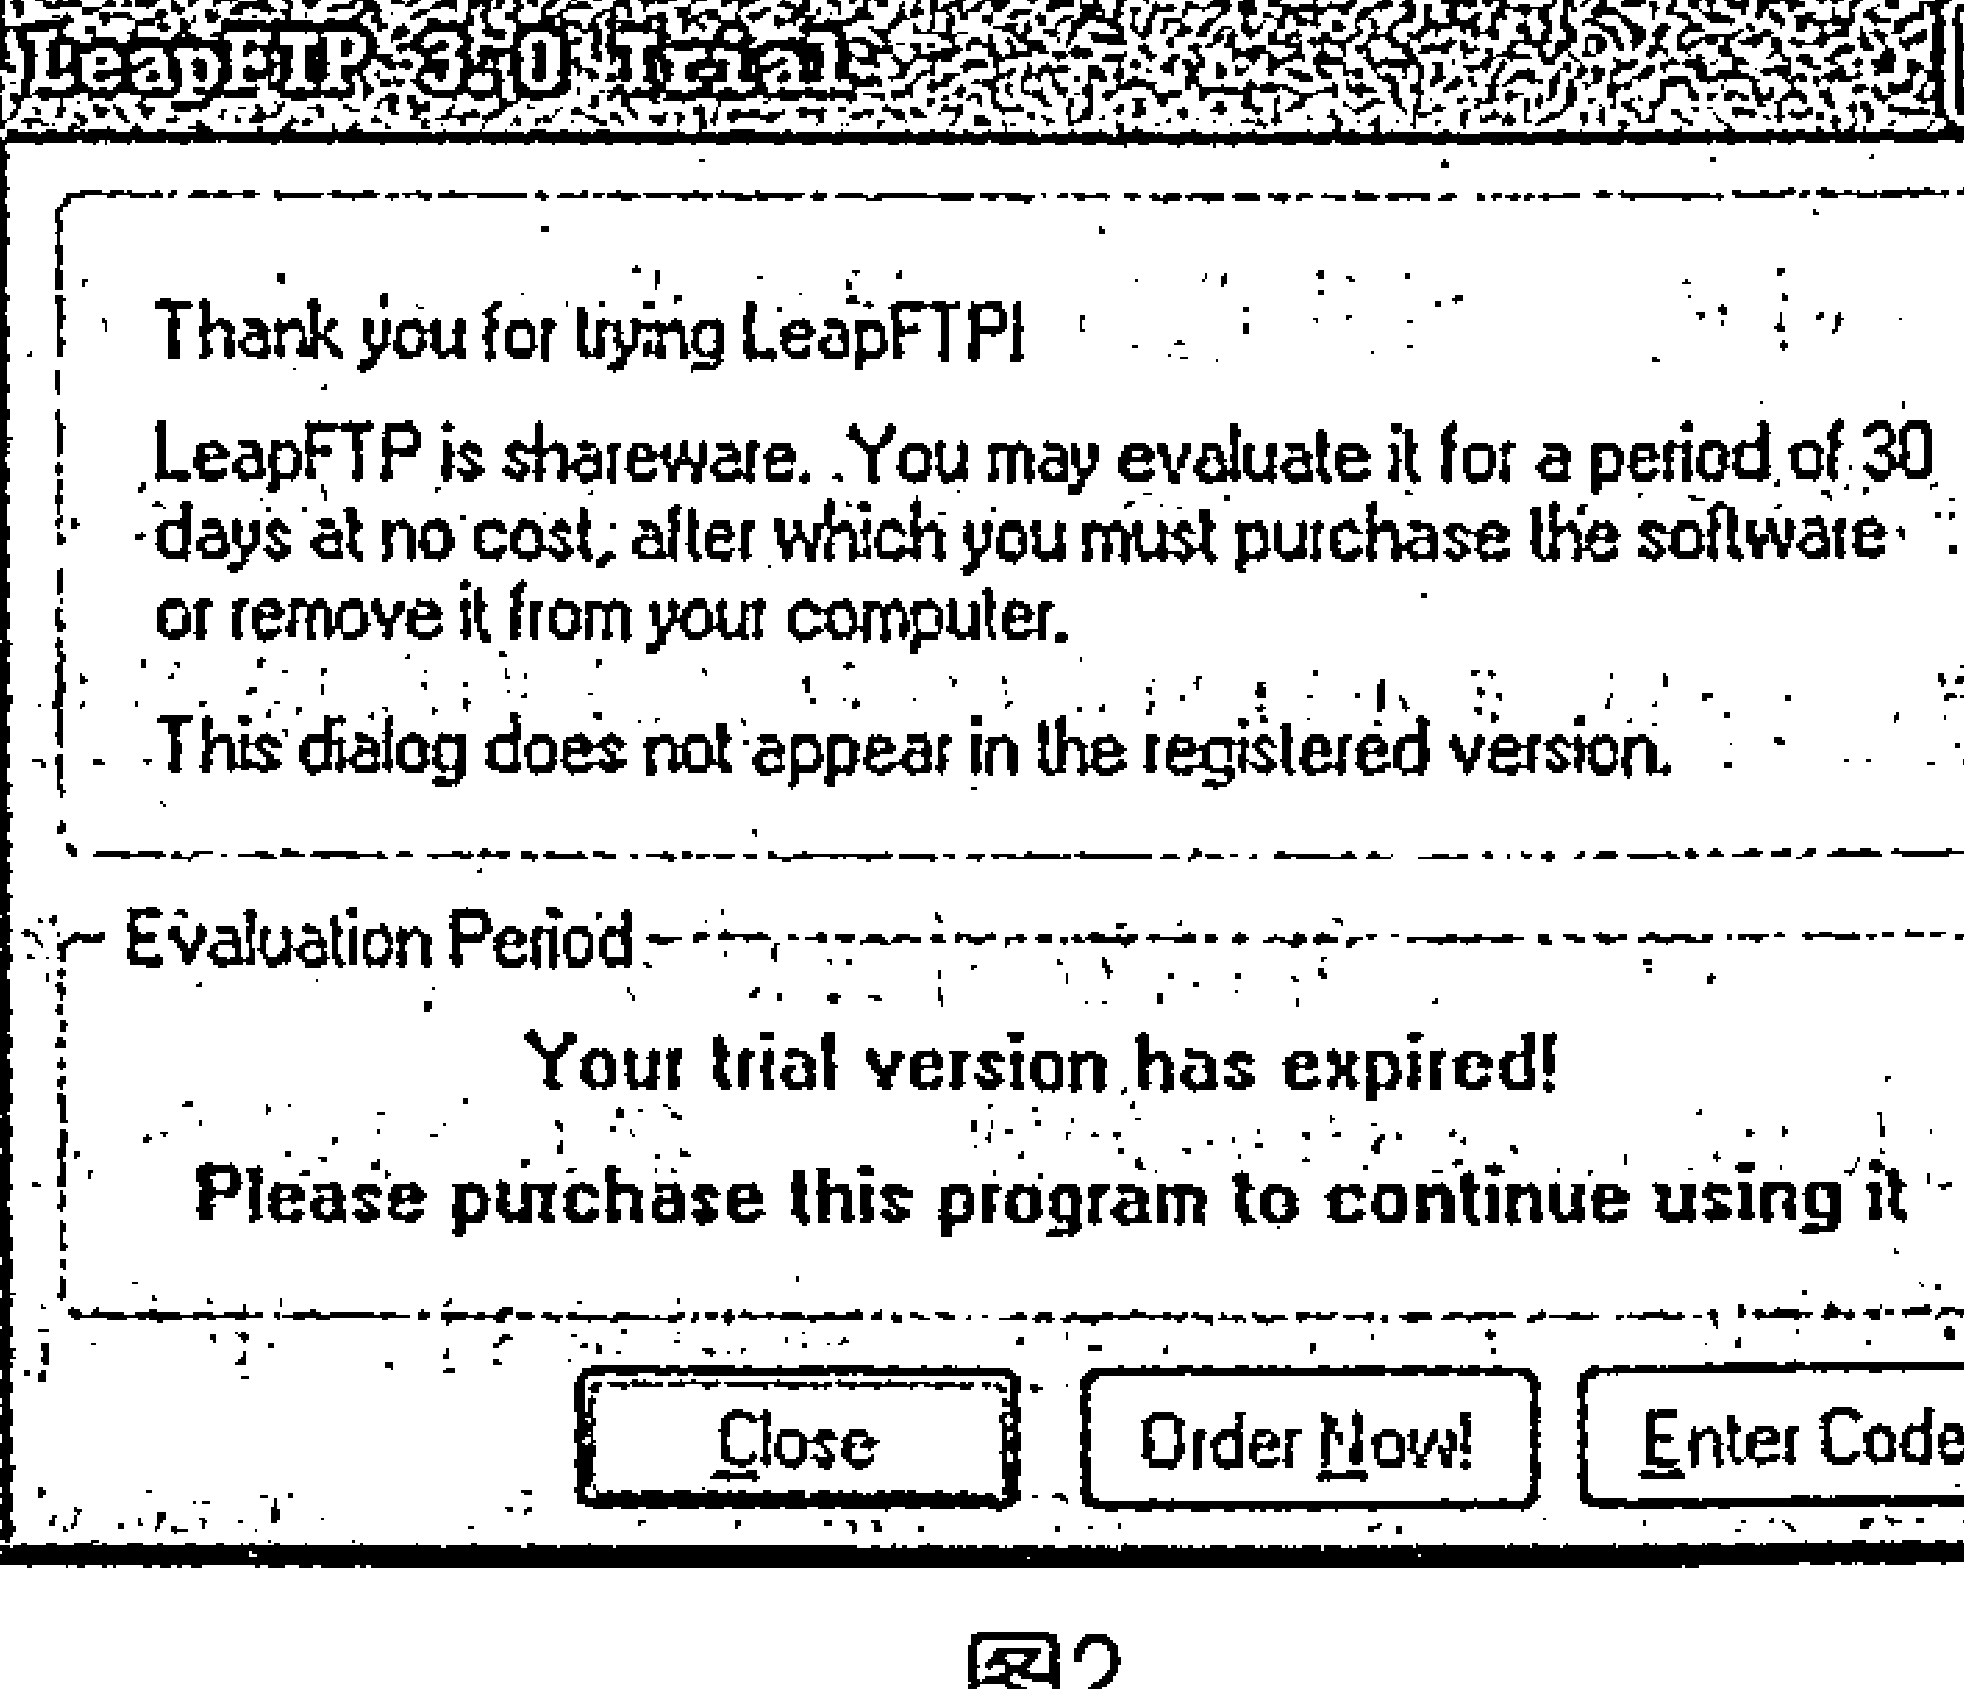 LeapFTP 3.0 Trial
Thank you for trying LeapFTP!
LeapFTP is shareware. You may evaluate it for a period of 30
days at no cost, after which you must purchase the software
or remove it from your computer.
This dialog does not appear in the registered version.
Evaluation Period
Your trial version has expired!
Please purchase this program to continue using it
Close
Order Now!
Enter Code
图2